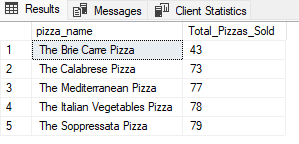 Results Messages Client Statistics
pizza_name Total_Pizzas_Sold
1 The Brie Carre Pizza 43
2 The Calabrese Pizza 73
3 The Mediterranean Pizza 77
4 The Italian Vegetables Pizza 78
5 The Soppressata Pizza 79